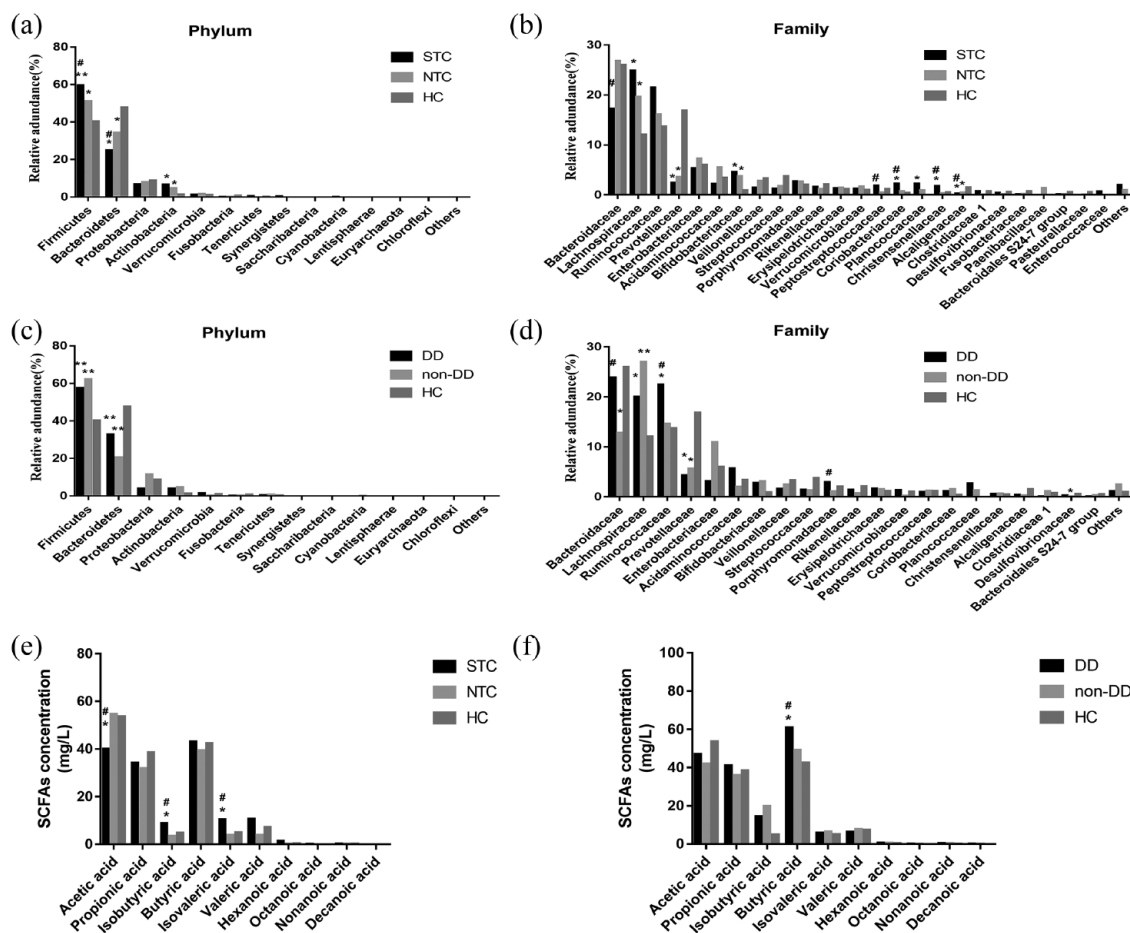 (a)
Phylum
Relative adundance(%)
80
60
40
20
0
STC
NTC
HC
#
**
*
#
*
*
*
*
Firmicutes
Bacteroidetes
Proteobacteria
Actinobacteria
Verrucomicrobia
Fusobacteria
Tenericutes
Synergistetes
Saccharibacteria
Cyanobacteria
Lentisphaerae
Euryarchaeota
Chloroflexi
Others
(b)
Family
Relative adundance(%)
30
20
10
0
STC
NTC
HC
#
*
*
*
*
*
*
#
#
*
*
#
*
#
*
*
Bacteroidaceae
Lachnospiraceae
Ruminococcaceae
Prevotellaceae
Enterobacteriaceae
Acidaminococcaceae
Bifidobacteriaceae
Veillonellaceae
Streptococcaceae
Porphyromonadaceae
Rikenellaceae
Erysipelotrichaceae
Verrucomicrobiaceae
Peptostreptococcaceae
Coriobacteriaceae
Planococcaceae
Christensenellaceae
Alcaligenaceae
Clostridiaceae 1
Desulfovibrionaceae
Fusobacteriaceae
Paenibacillaceae
Bacteroidales S24-7 group
Pasteurellaceae
Enterococcaceae
Others
(c)
Phylum
Relative adundance(%)
80
60
40
20
0
DD
non-DD
HC
**
**
**
**
Firmicutes
Bacteroidetes
Proteobacteria
Actinobacteria
Verrucomicrobia
Fusobacteria
Tenericutes
Synergistetes
Saccharibacteria
Cyanobacteria
Lentisphaerae
Euryarchaeota
Chloroflexi
Others
(d)
Family
Relative adundance(%)
30
20
10
0
DD
non-DD
HC
#
*
*
**
#
*
*
*
#
*
Bacteroidaceae
Lachnospiraceae
Ruminococcaceae
Prevotellaceae
Enterobacteriaceae
Acidaminococcaceae
Bifidobacteriaceae
Veillonellaceae
Streptococcaceae
Porphyromonadaceae
Rikenellaceae
Erysipelotrichaceae
Verrucomicrobiaceae
Peptostreptococcaceae
Coriobacteriaceae
Planococcaceae
Christensenellaceae
Alcaligenaceae
Clostridiaceae 1
Desulfovibrionaceae
Bacteroidales S24-7 group
Others
(e)
SCFAs concentration
(mg/L)
80
60
40
20
0
STC
NTC
HC
#
*
#
*
#
*
Acetic acid
Propionic acid
Isobutyric acid
Butyric acid
Isovaleric acid
Valeric acid
Hexanoic acid
Octanoic acid
Nonanoic acid
Decanoic acid
(f)
SCFAs concentration
(mg/L)
100
80
60
40
20
0
DD
non-DD
HC
#
*
Acetic acid
Propionic acid
Isobutyric acid
Butyric acid
Isovaleric acid
Valeric acid
Hexanoic acid
Octanoic acid
Nonanoic acid
Decanoic acid